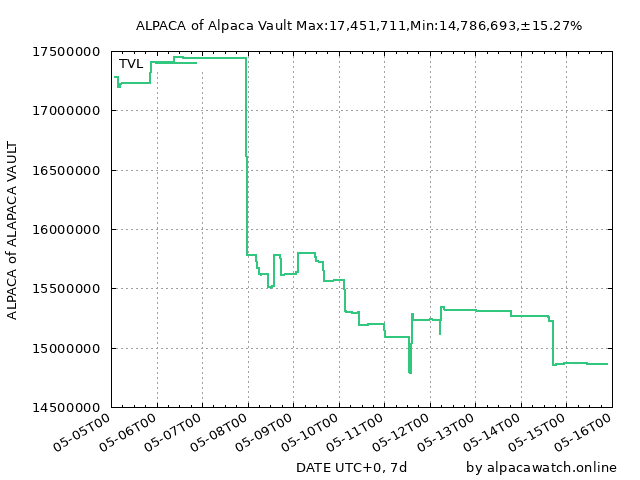 ALPACA of Alpaca Vault Max:17,451,711,Min:14,786,693,±15.27%
17500000
TVL
17000000
16500000
16000000
15500000
15000000
14500000
ALPACA of ALAPACA VAULT
05-05T00
05-06T00
05-07T00
05-08T00
05-09T00
05-10T00
05-11T00
05-12T00
05-13T00
05-14T00
05-15T00
05-16T00
DATE UTC+0, 7d
by alpacawatch.online